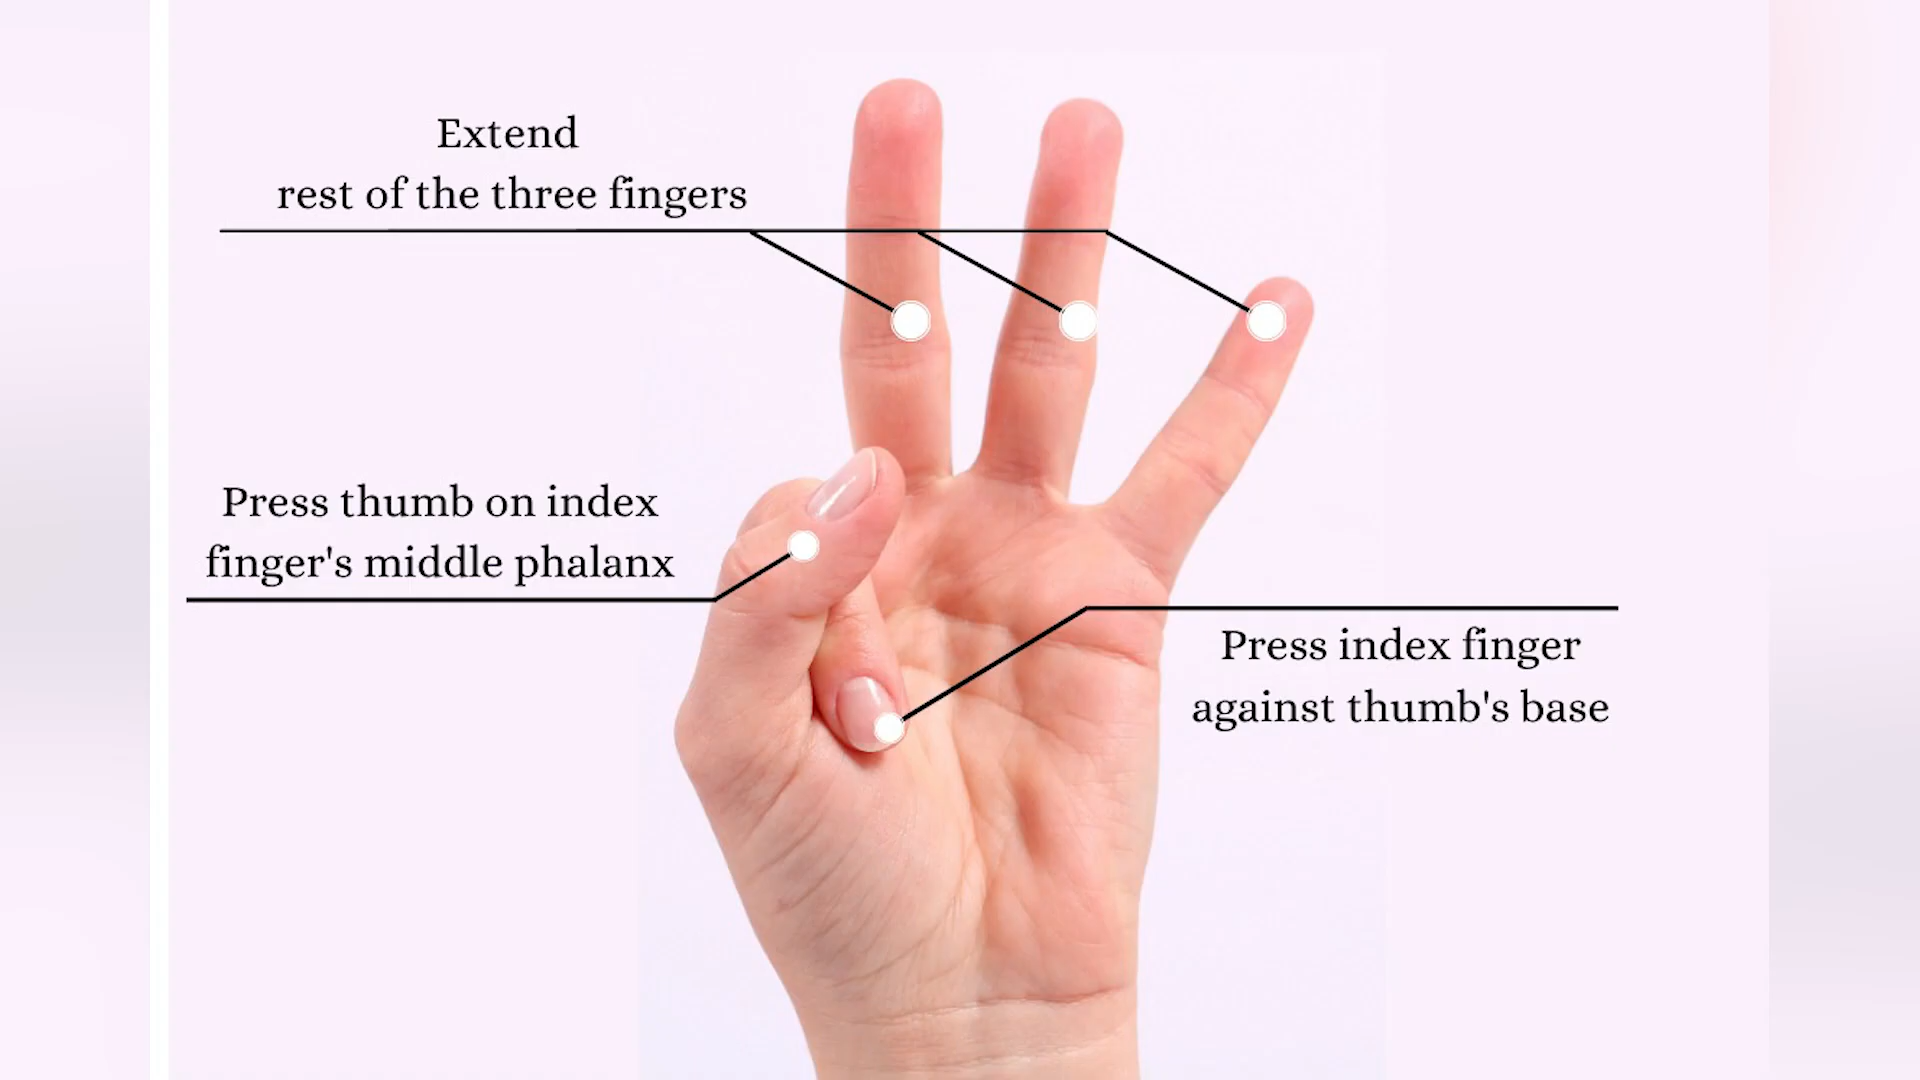 Extend
rest of the three fingers
Press thumb on index
finger's middle phalanx
Press index finger
against thumb's base